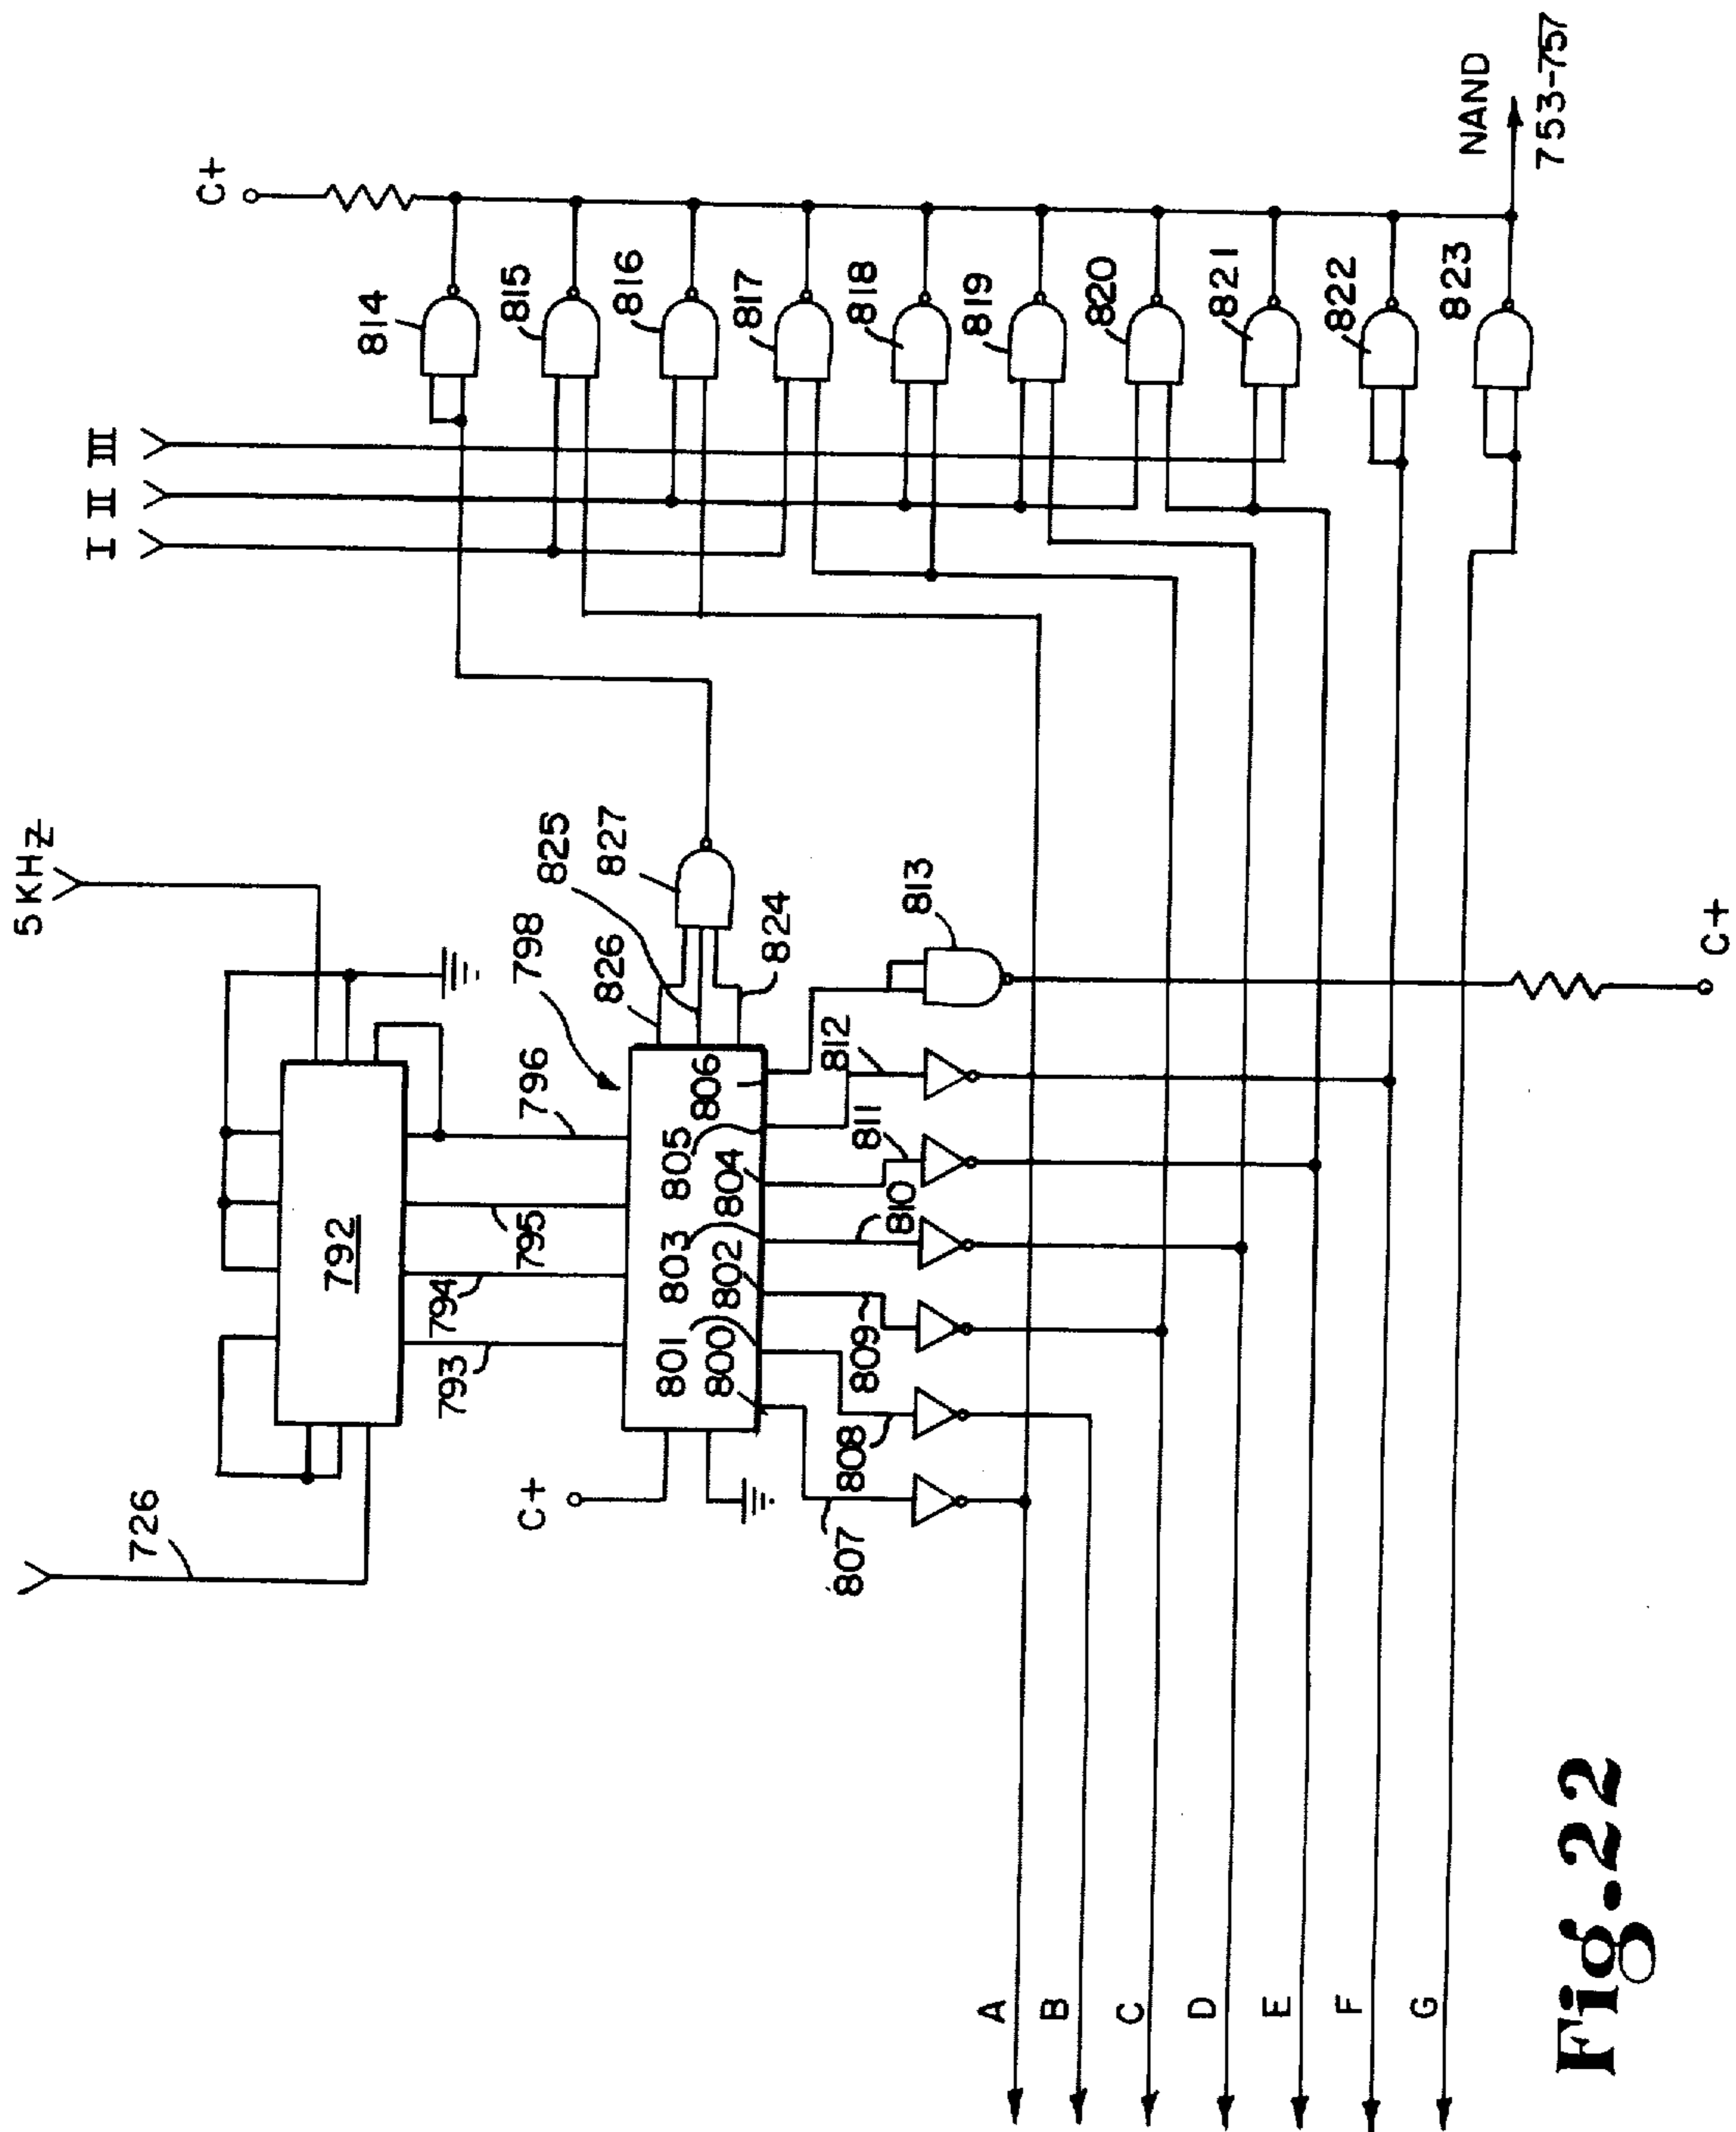 5 KHZ
I
II
III
C+
726
792
793
794
795
796
798
C+
814
815
816
817
818
819
820
821
822
823
NAND
753-757
826
825
827
824
800
801
802
803
804
805
806
807
808
809
810
811
812
813
C+
A
B
C
D
E
F
G
Fig-22